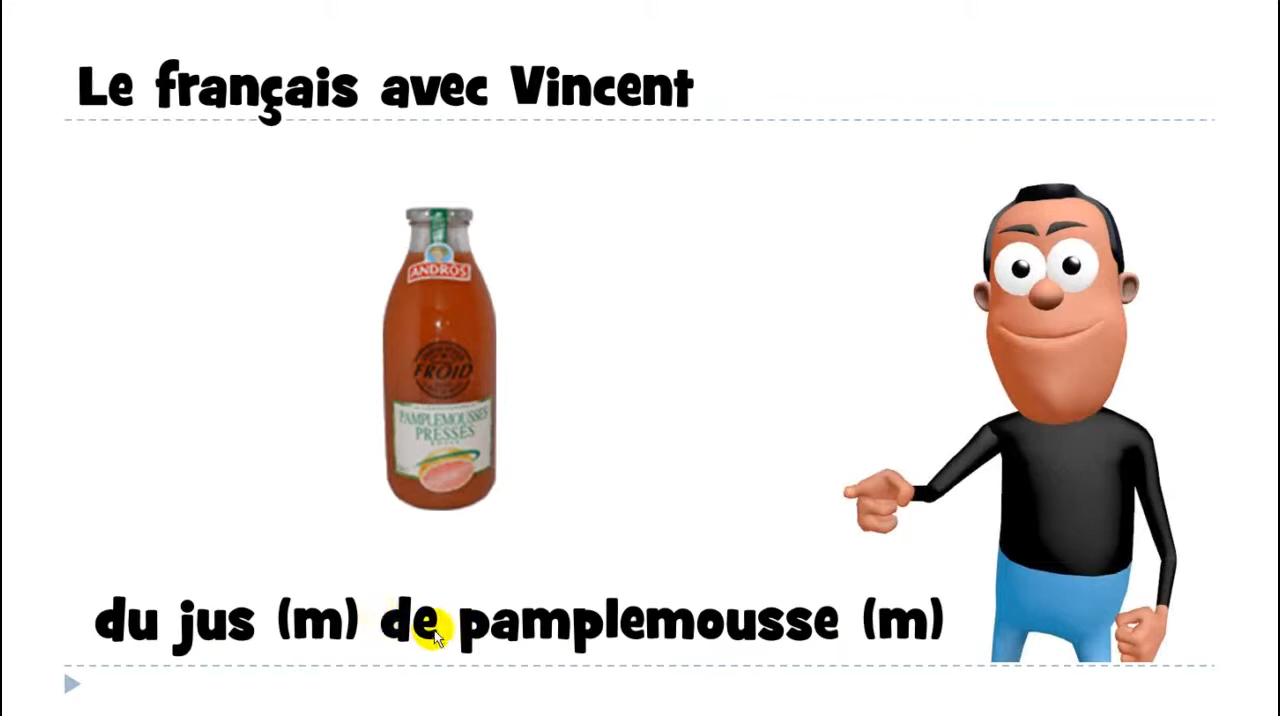 Le français avec Vincent
ANDROS
FROID
PAMPLEMOUSSES
PRESSÉS
du jus (m) de pamplemousse (m)